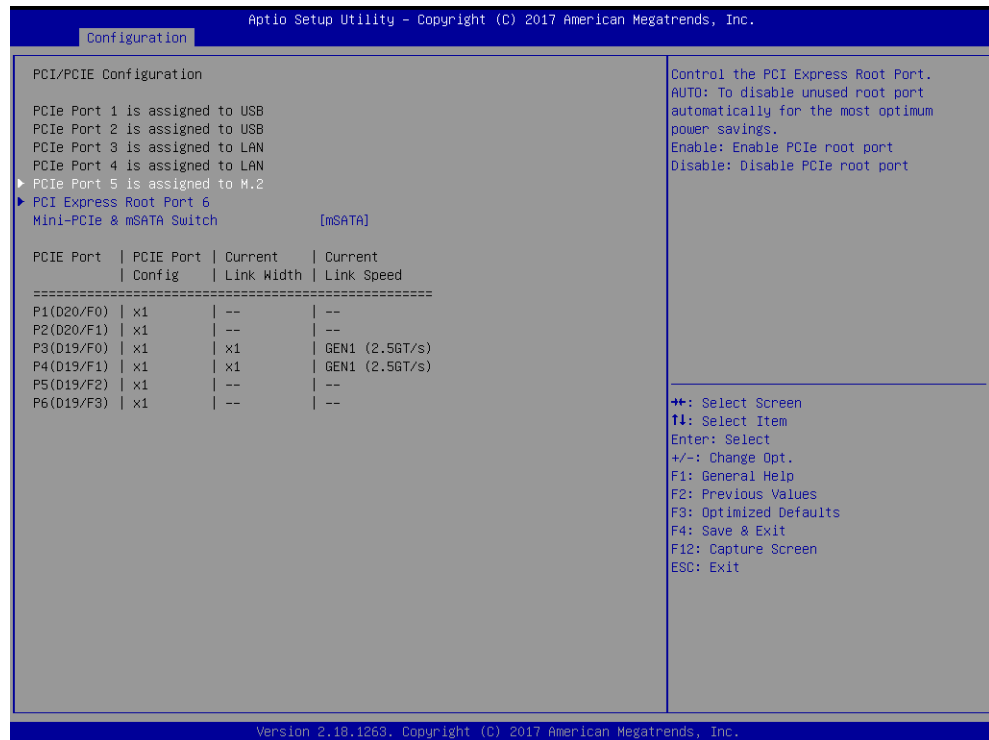 Aptio Setup Utility – Copyright (C) 2017 American Megatrends, Inc.
Configuration
PCI/PCIE Configuration
PCIe Port 1 is assigned to USB
PCIe Port 2 is assigned to USB
PCIe Port 3 is assigned to LAN
PCIe Port 4 is assigned to LAN
PCIe Port 5 is assigned to M.2
PCI Express Root Port 6
Mini-PCIe & mSATA Switch [mSATA]
PCIE Port | PCIE Port | Current | Current
| Config | Link Width | Link Speed
====================================================
P1(D20/F0) | x1 | -- | --
P2(D20/F1) | x1 | -- | --
P3(D19/F0) | x1 | x1 | GEN1 (2.5GT/s)
P4(D19/F1) | x1 | x1 | GEN1 (2.5GT/s)
P5(D19/F2) | x1 | -- | --
P6(D19/F3) | x1 | -- | --
Control the PCI Express Root Port.
AUTO: To disable unused root port
automatically for the most optimum
power savings.
Enable: Enable PCIe root port
Disable: Disable PCIe root port
→←: Select Screen
↑↓: Select Item
Enter: Select
+/-: Change Opt.
F1: General Help
F2: Previous Values
F3: Optimized Defaults
F4: Save & Exit
F12: Capture Screen
ESC: Exit
Version 2.18.1263. Copyright (C) 2017 American Megatrends, Inc.